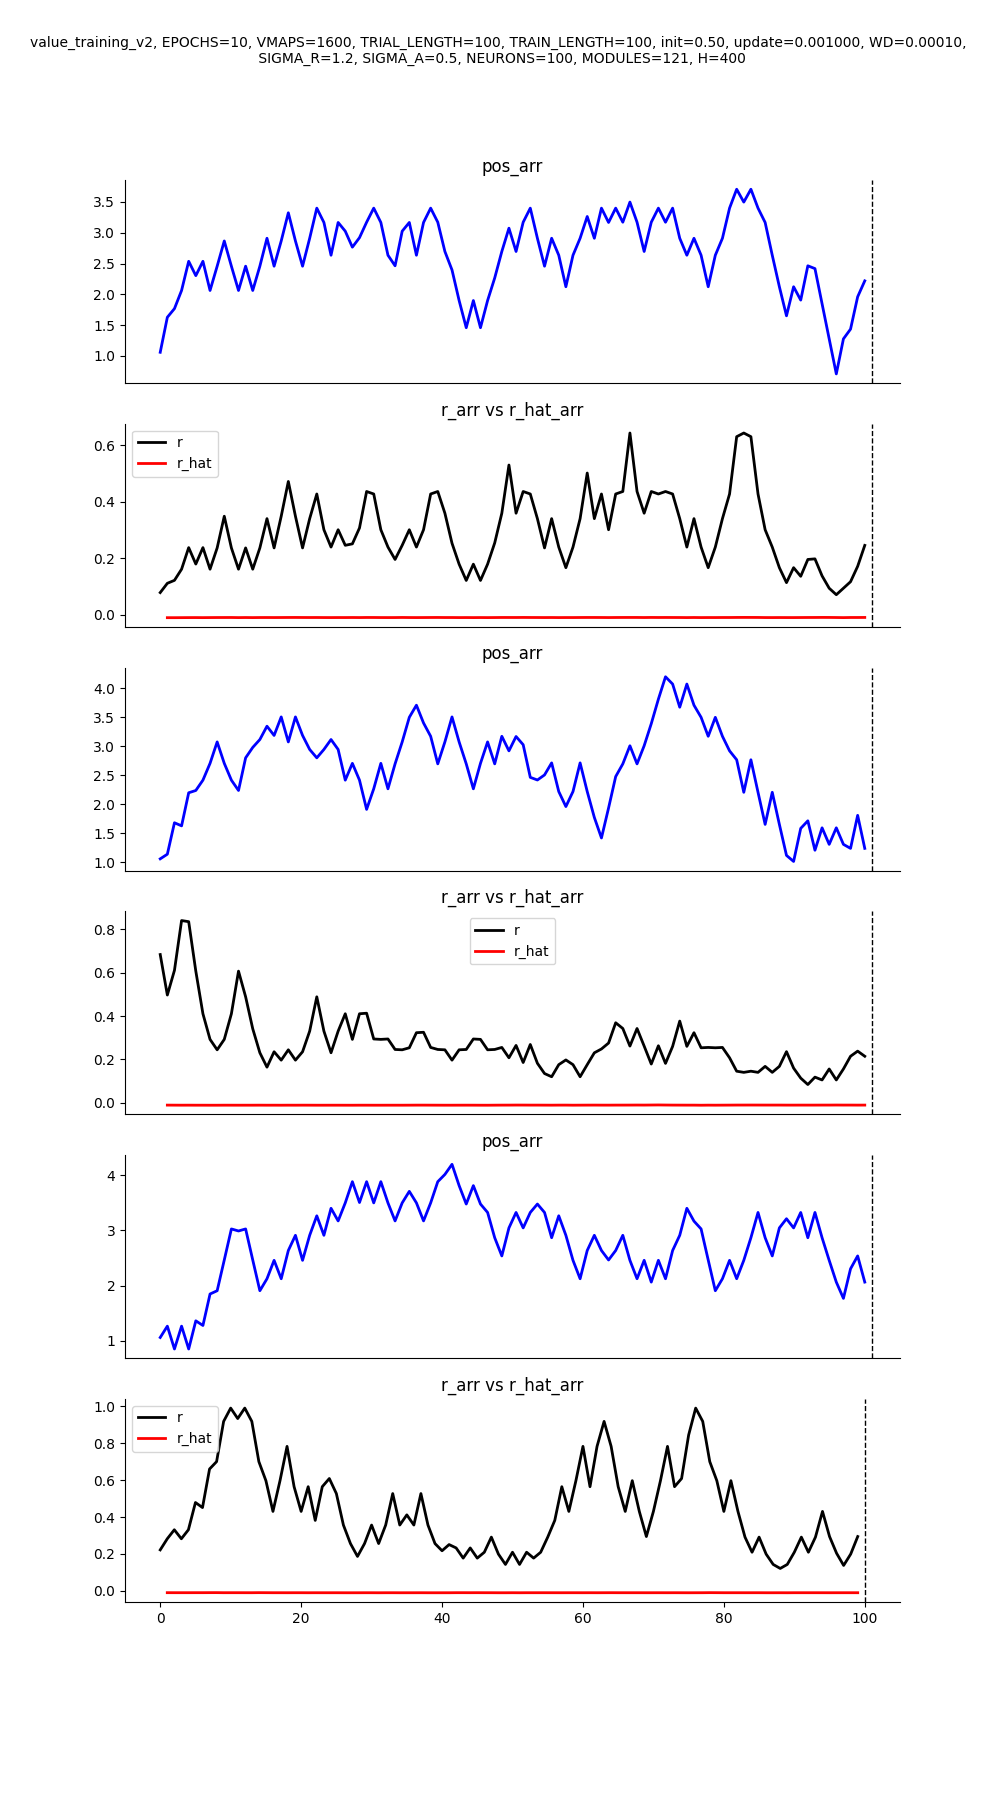 value_training_v2, EPOCHS=10, VMAPS=1600, TRIAL_LENGTH=100, TRAIN_LENGTH=100, init=0.50, update=0.001000, WD=0.00010,
SIGMA_R=1.2, SIGMA_A=0.5, NEURONS=100, MODULES=121, H=400
pos_arr
3.5
3.0
2.5
2.0
1.5
1.0
r_arr vs r_hat_arr
r
r_hat
0.6
0.4
0.2
0.0
pos_arr
4.0
3.5
3.0
2.5
2.0
1.5
1.0
r_arr vs r_hat_arr
r
r_hat
0.8
0.6
0.4
0.2
0.0
pos_arr
4
3
2
1
r_arr vs r_hat_arr
r
r_hat
1.0
0.8
0.6
0.4
0.2
0.0
0 20 40 60 80 100